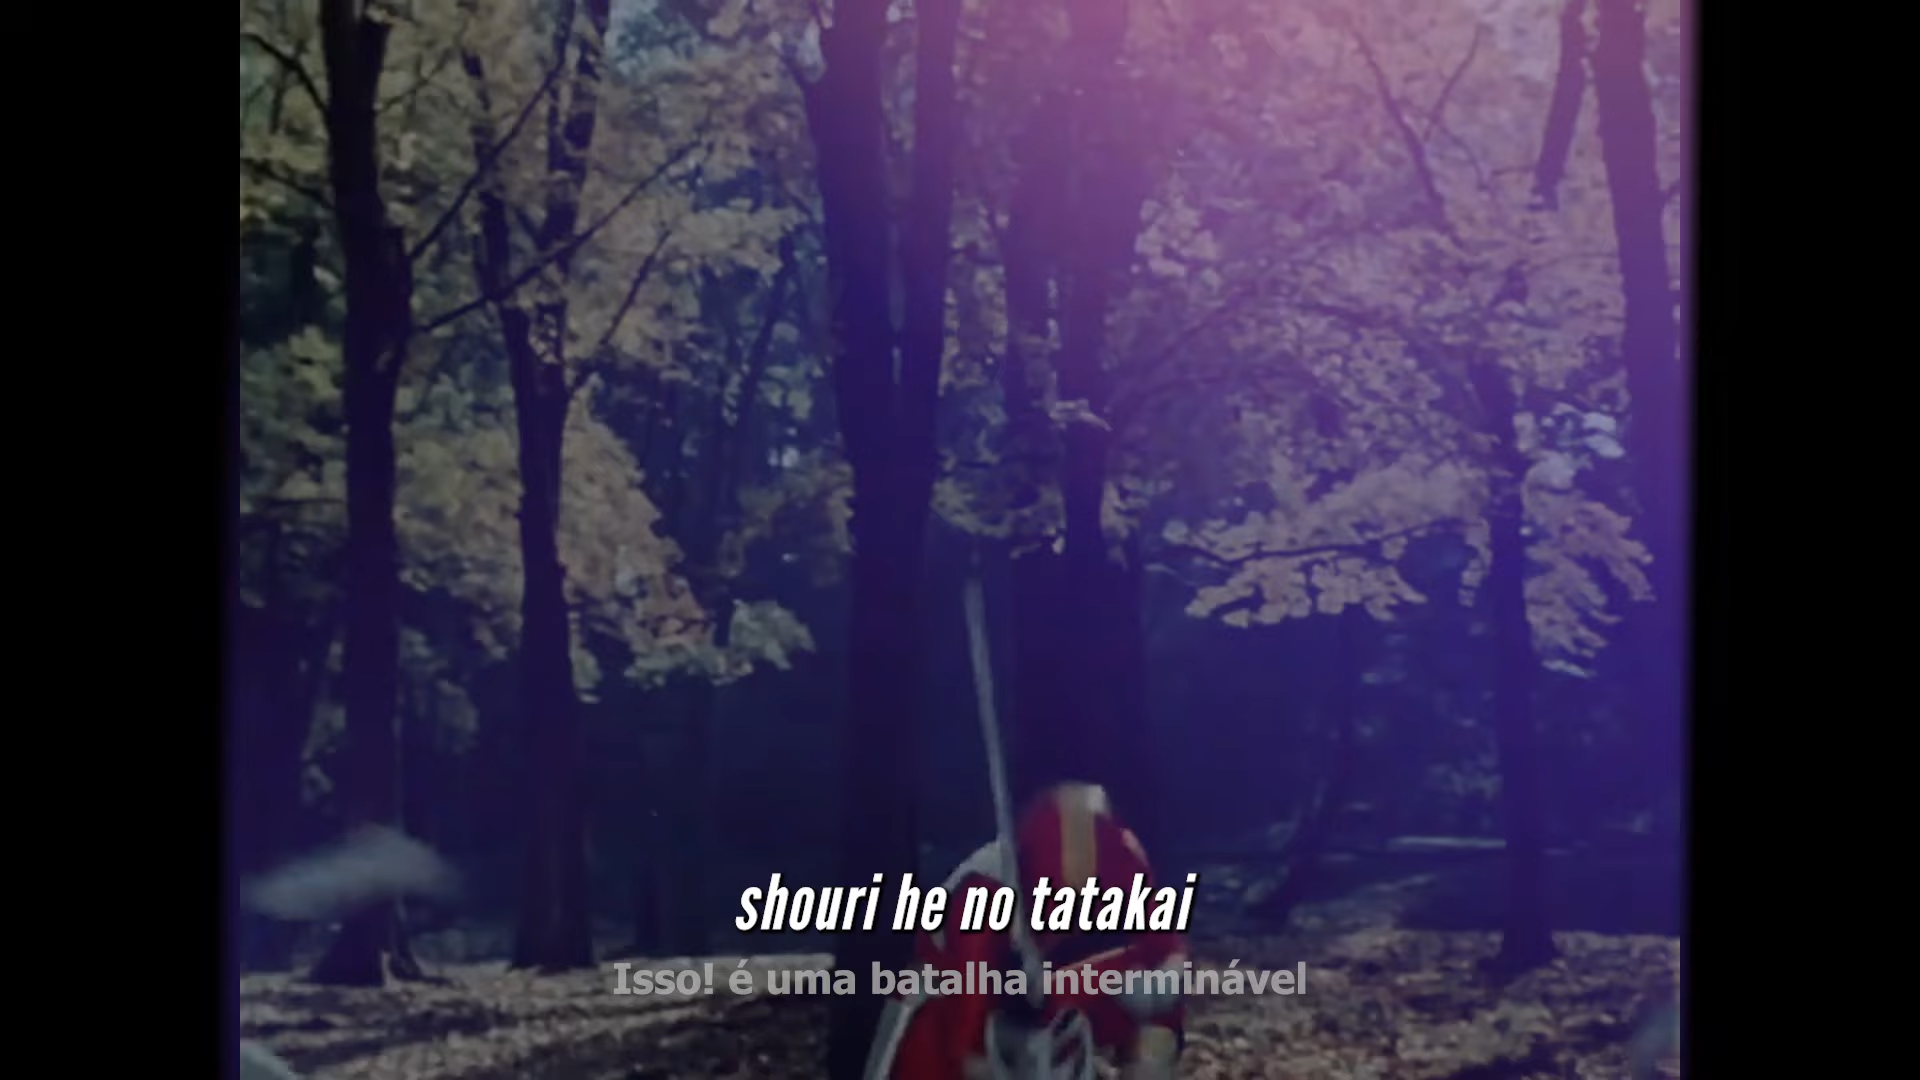 shouri he no tatakai
Isso! é uma batalha interminável